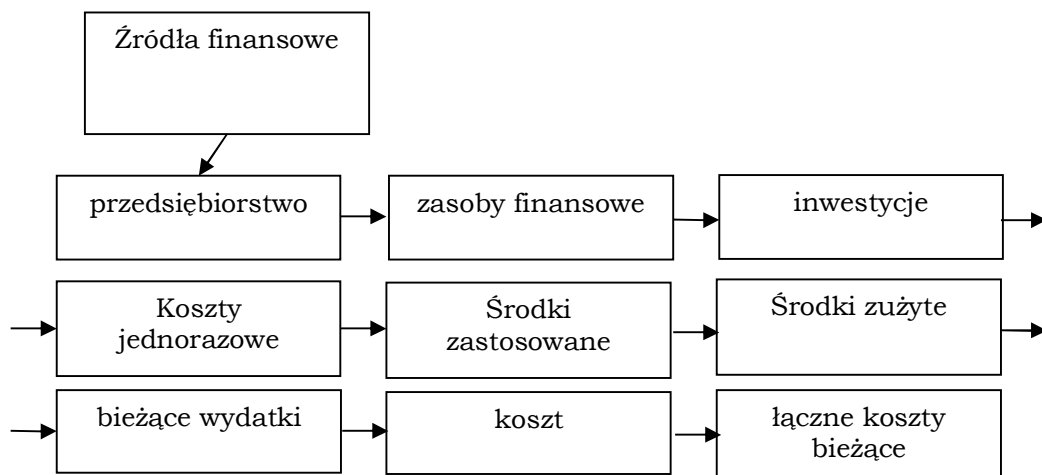 Źródła finansowe
przedsiębiorstwo
zasoby finansowe
inwestycje
Koszty
jednorazowe
Środki
zastosowane
Środki zużyte
bieżące wydatki
koszt
łączne koszty
bieżące